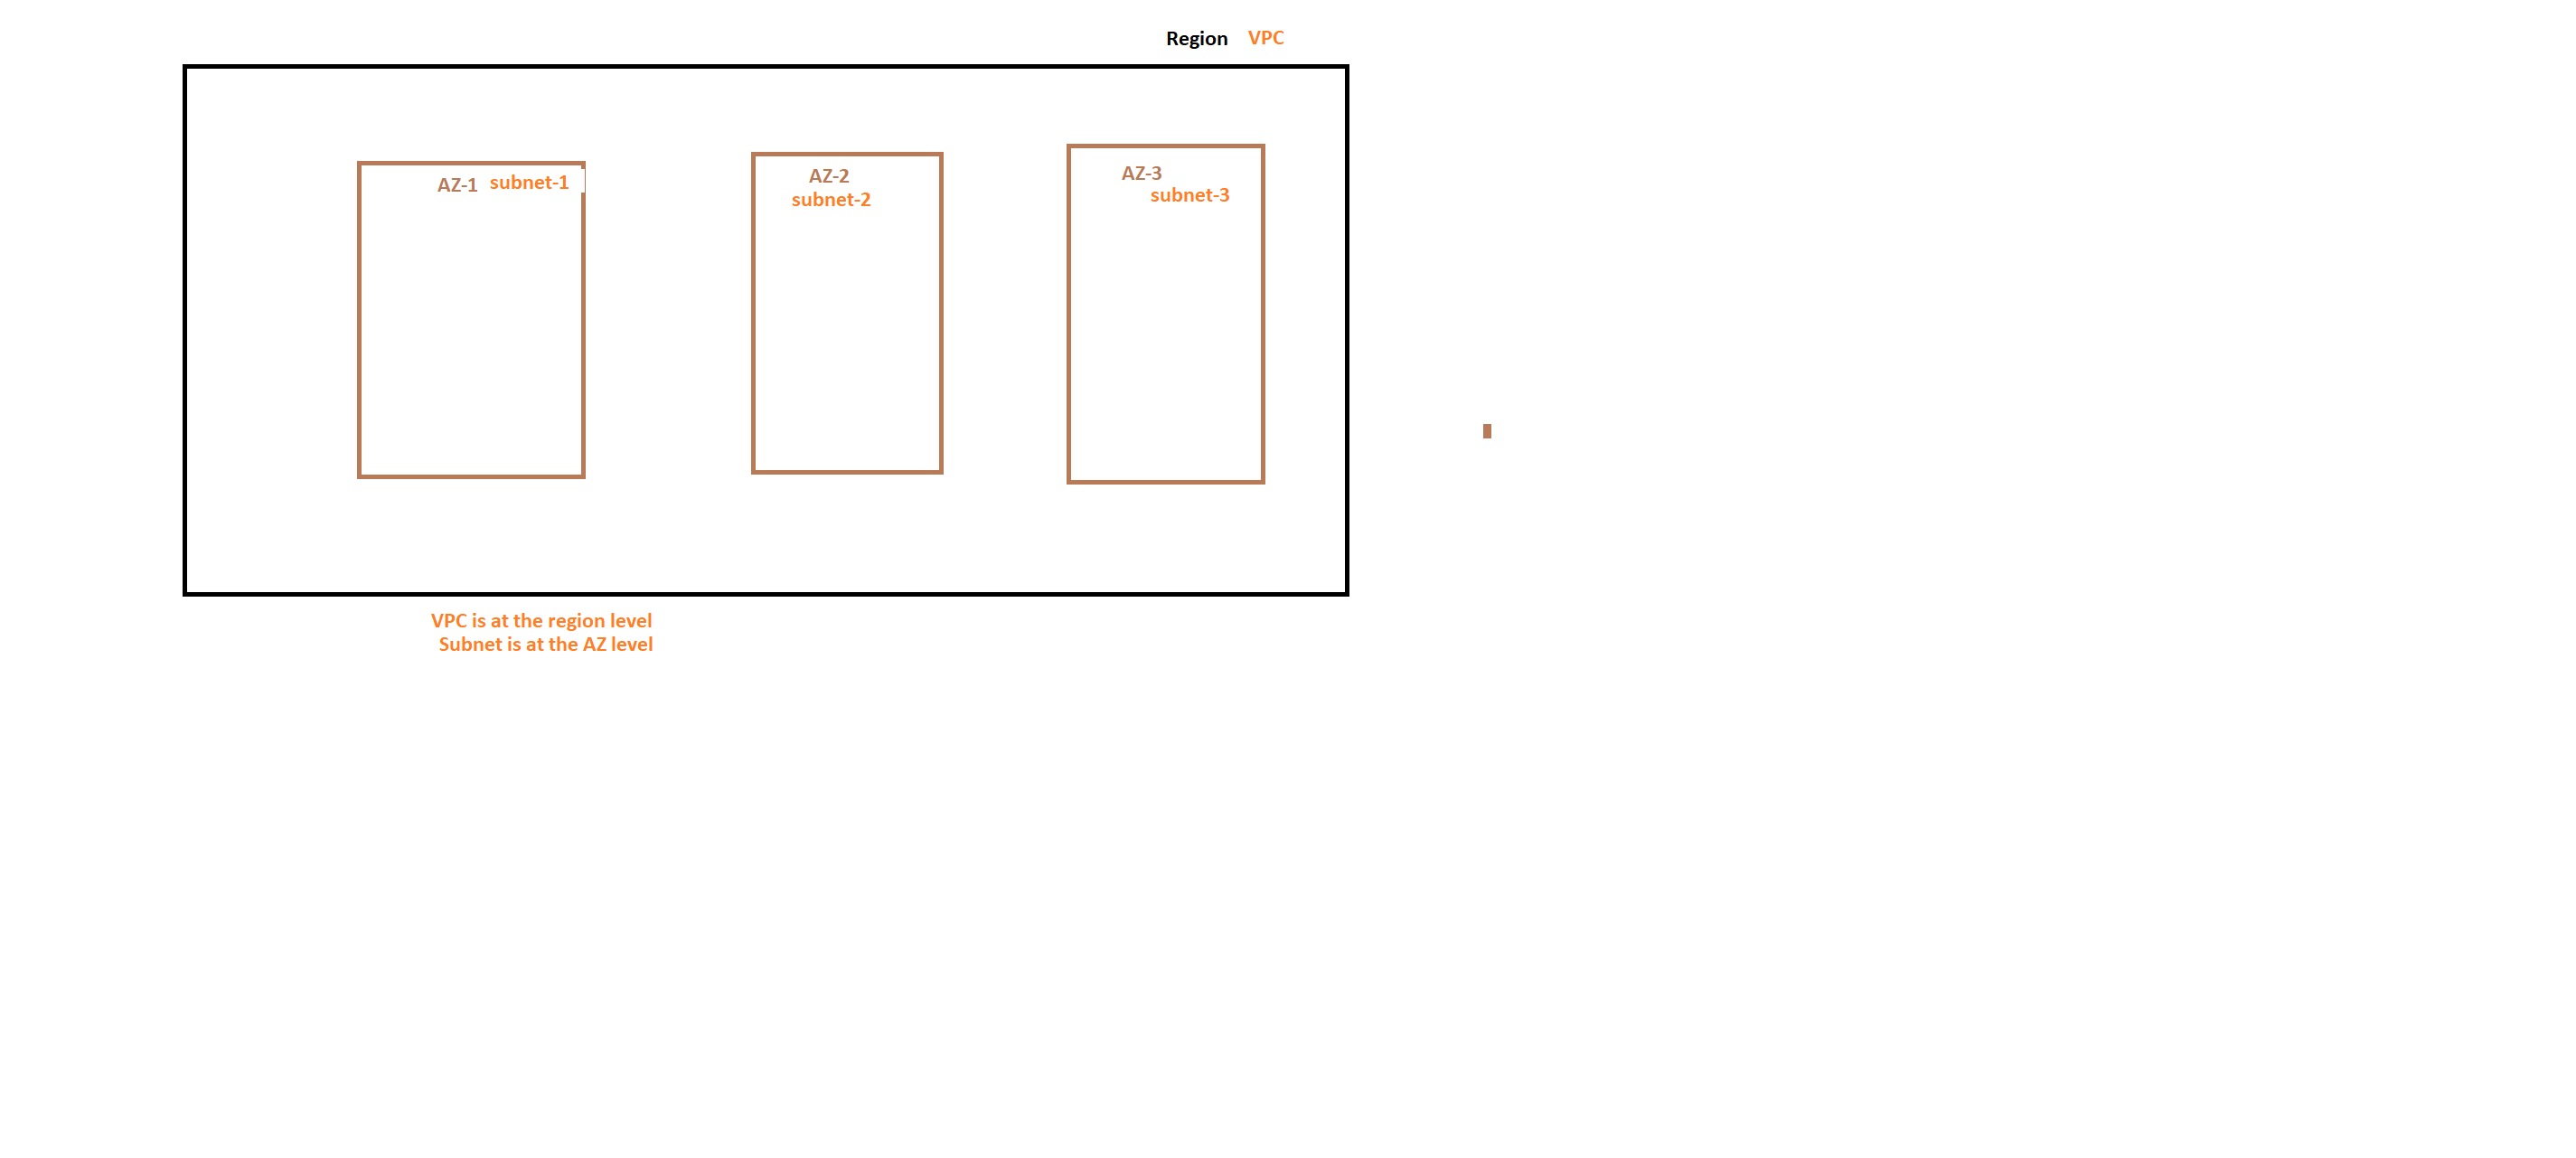 Region VPC
AZ-1 subnet-1
AZ-2
subnet-2
AZ-3
subnet-3
VPC is at the region level
Subnet is at the AZ level